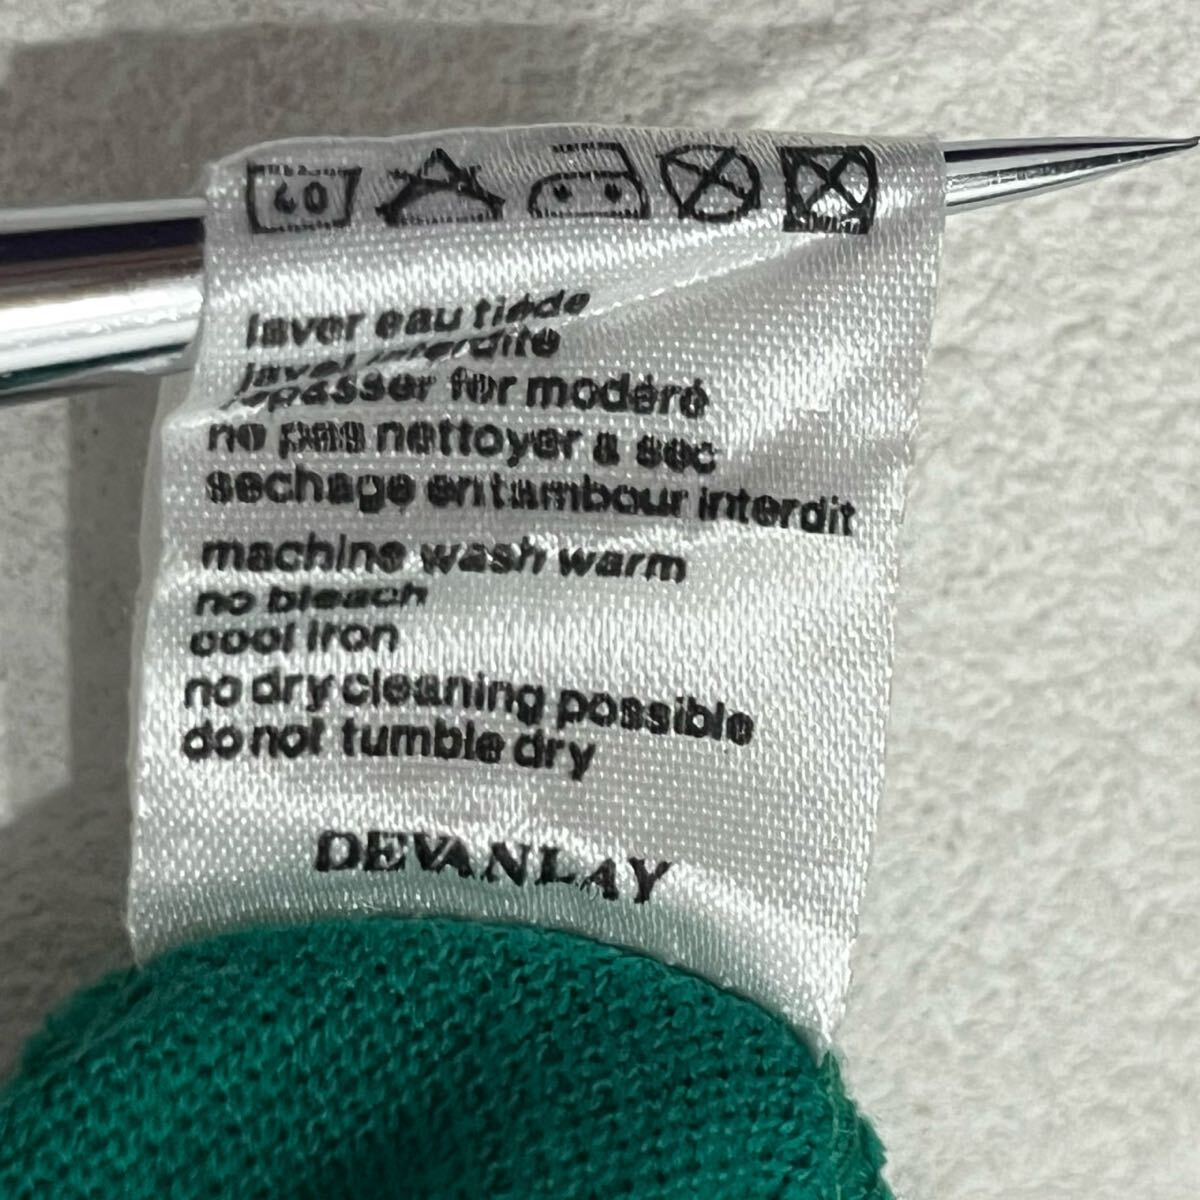 40
laver eau tiède
javel interdite
repasser fer modéré
ne pas nettoyer a sec
sechage en tambour interdit
machine wash warm
no bleach
cool iron
no dry cleaning possible
do not tumble dry
DEVANLAY